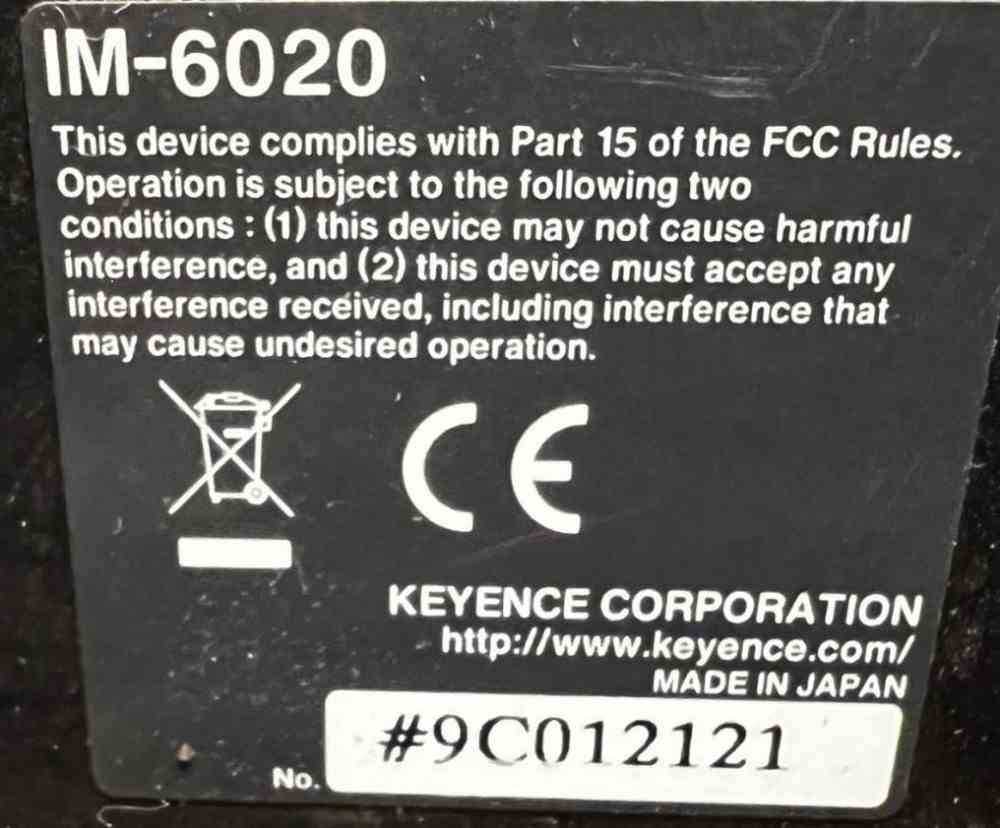 IM-6020
This device complies with Part 15 of the FCC Rules.
Operation is subject to the following two
conditions : (1) this device may not cause harmful
interference, and (2) this device must accept any
interference received, including interference that
may cause undesired operation.
CE
KEYENCE CORPORATION
http://www.keyence.com/
MADE IN JAPAN
No. #9C012121